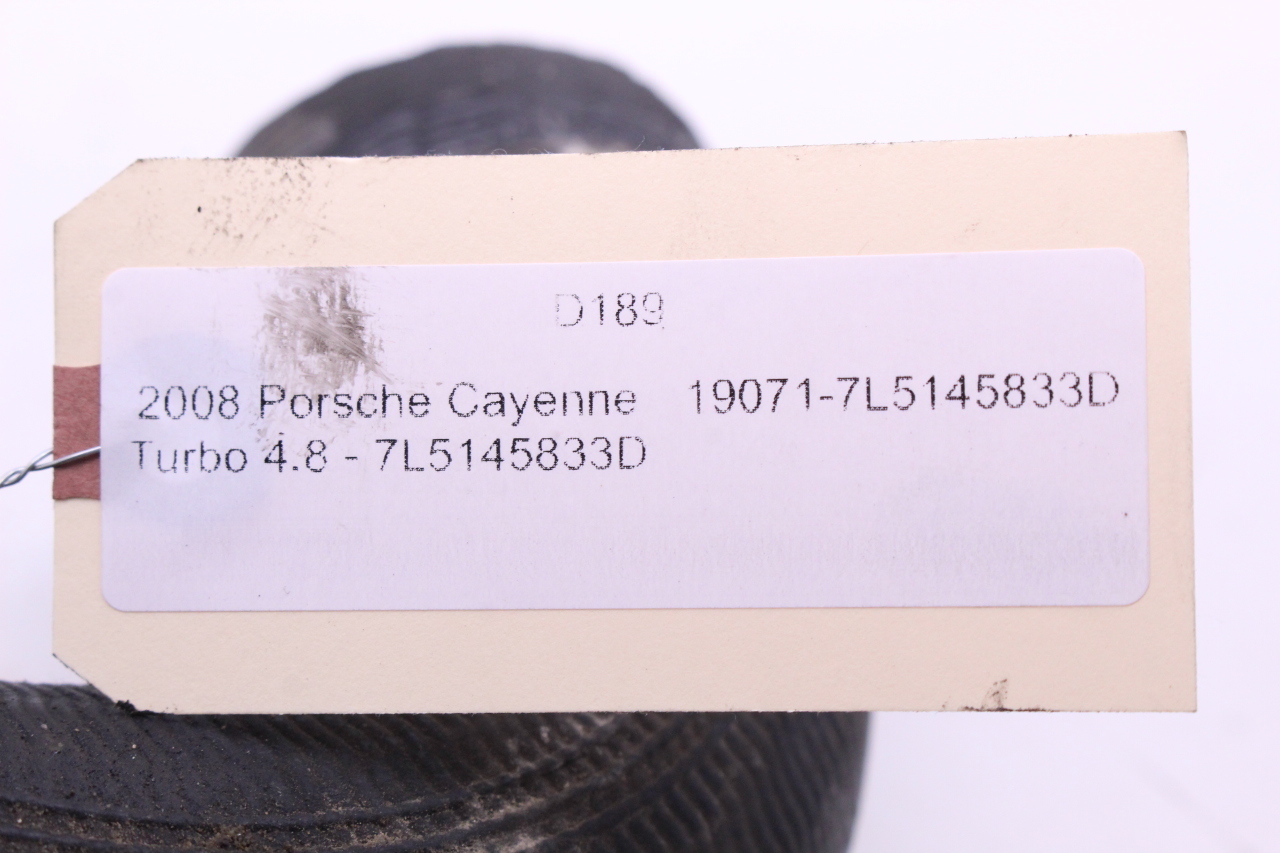 D189
2008 Porsche Cayenne 19071-7L5145833D
Turbo 4.8 - 7L5145833D